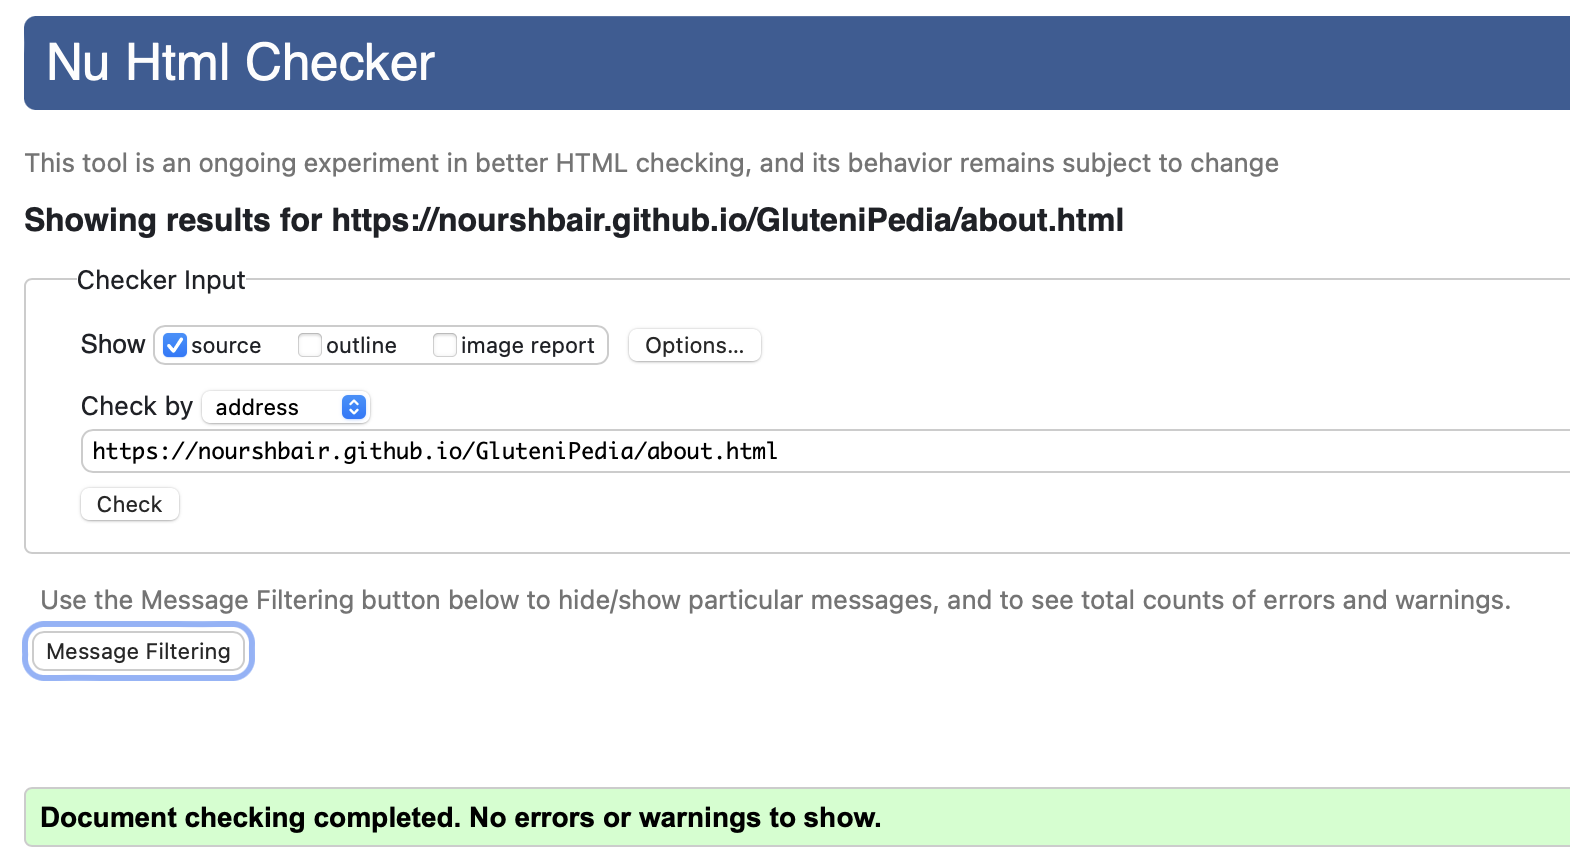 Nu Html Checker
This tool is an ongoing experiment in better HTML checking, and its behavior remains subject to change
Showing results for https://nourshbair.github.io/GluteniPedia/about.html
Checker Input
Show source outline image report Options...
Check by address
https://nourshbair.github.io/GluteniPedia/about.html
Check
Use the Message Filtering button below to hide/show particular messages, and to see total counts of errors and warnings.
Message Filtering
Document checking completed. No errors or warnings to show.